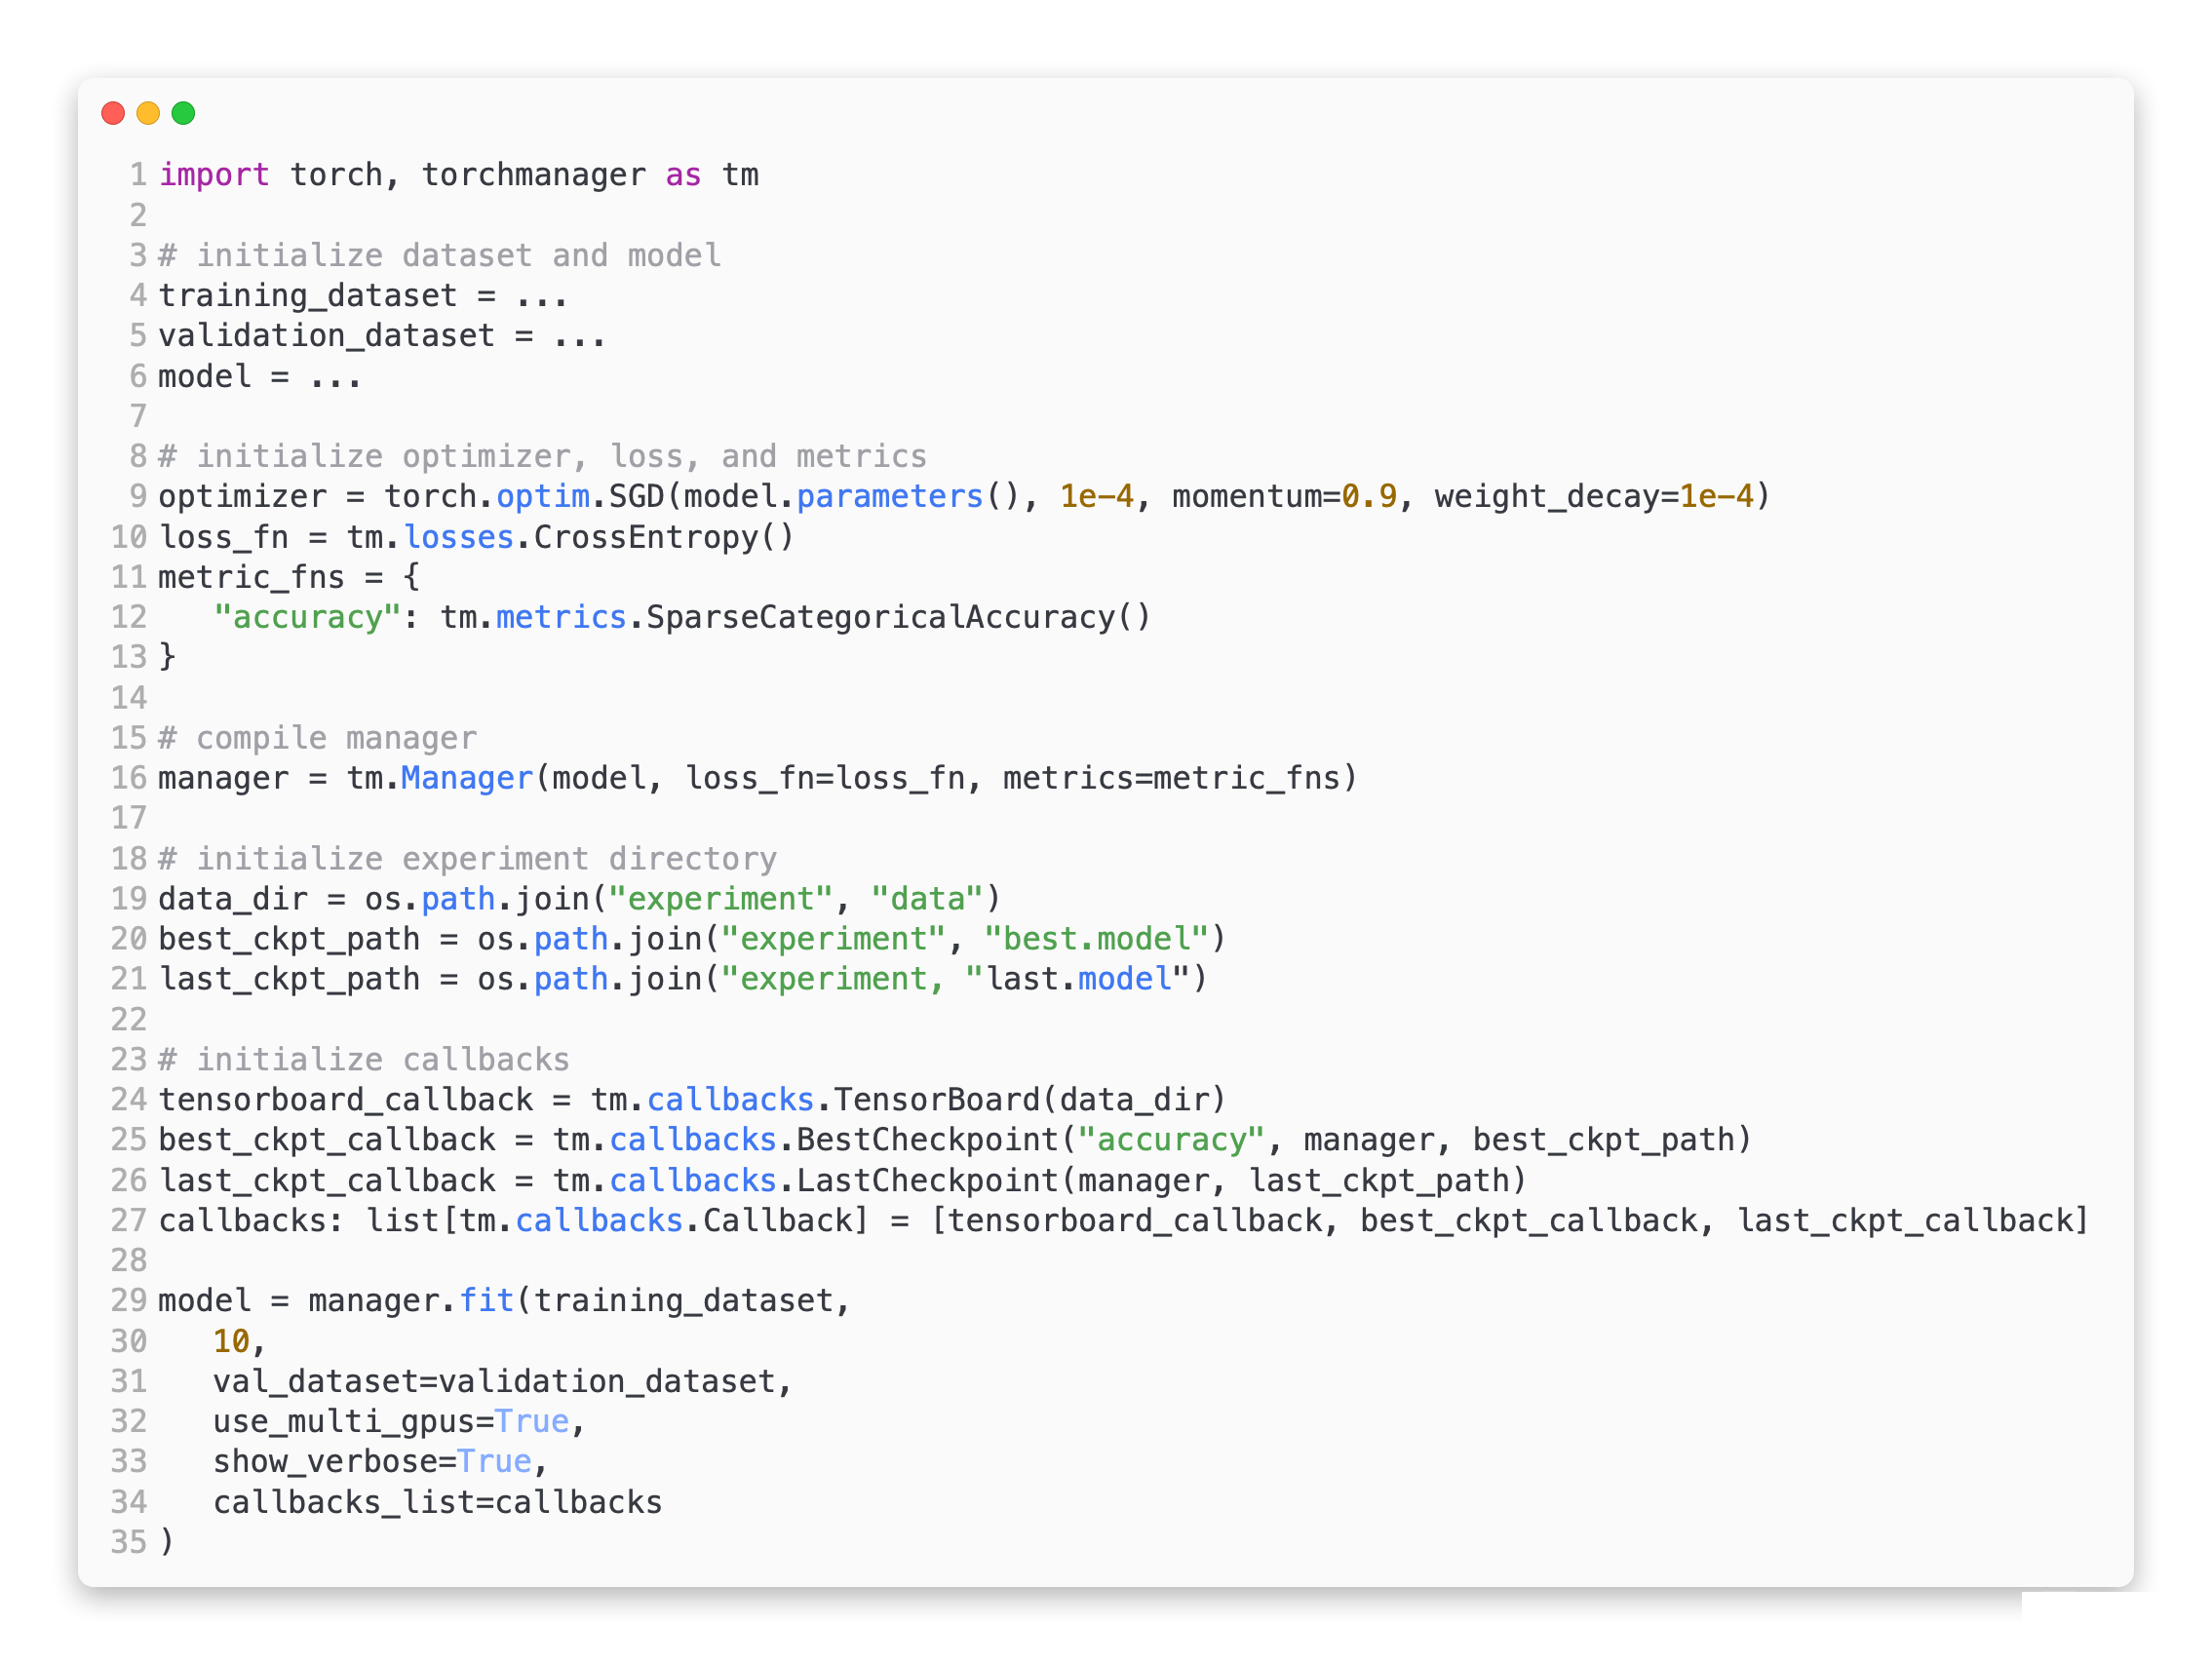 1 import torch, torchmanager as tm
2
3 # initialize dataset and model
4 training_dataset = ...
5 validation_dataset = ...
6 model = ...
7
8 # initialize optimizer, loss, and metrics
9 optimizer = torch.optim.SGD(model.parameters(), 1e-4, momentum=0.9, weight_decay=1e-4)
10 loss_fn = tm.losses.CrossEntropy()
11 metric_fns = {
12    "accuracy": tm.metrics.SparseCategoricalAccuracy()
13 }
14
15 # compile manager
16 manager = tm.Manager(model, loss_fn=loss_fn, metrics=metric_fns)
17
18 # initialize experiment directory
19 data_dir = os.path.join("experiment", "data")
20 best_ckpt_path = os.path.join("experiment", "best.model")
21 last_ckpt_path = os.path.join("experiment, "last.model")
22
23 # initialize callbacks
24 tensorboard_callback = tm.callbacks.TensorBoard(data_dir)
25 best_ckpt_callback = tm.callbacks.BestCheckpoint("accuracy", manager, best_ckpt_path)
26 last_ckpt_callback = tm.callbacks.LastCheckpoint(manager, last_ckpt_path)
27 callbacks: list[tm.callbacks.Callback] = [tensorboard_callback, best_ckpt_callback, last_ckpt_callback]
28
29 model = manager.fit(training_dataset,
30    10,
31    val_dataset=validation_dataset,
32    use_multi_gpus=True,
33    show_verbose=True,
34    callbacks_list=callbacks
35 )